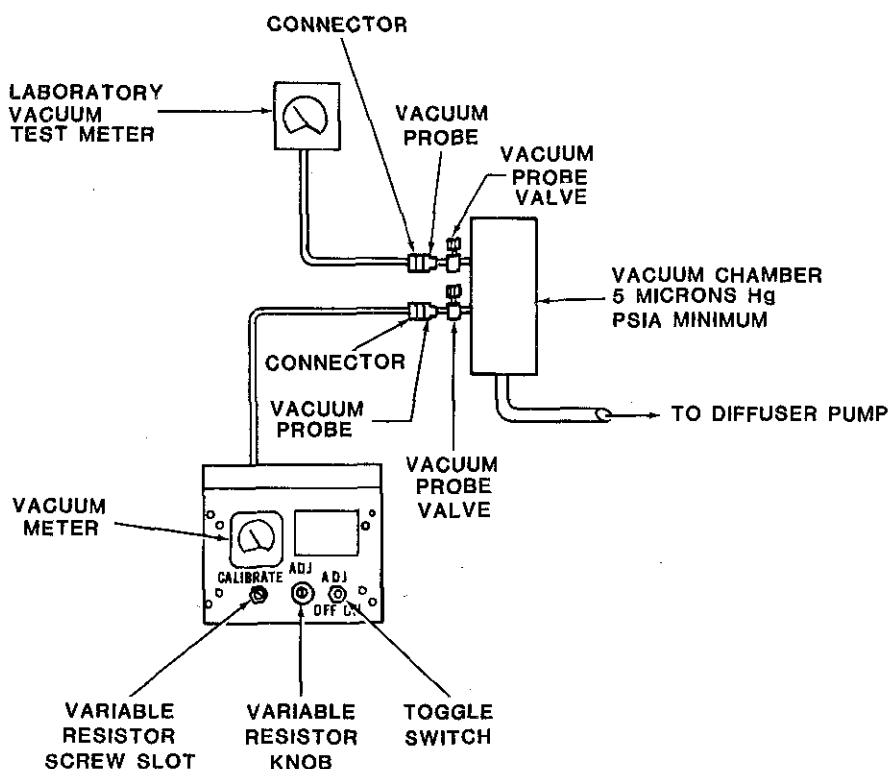 CONNECTOR
LABORATORY
VACUUM
TEST METER
VACUUM
PROBE
VACUUM
PROBE
VALVE
VACUUM CHAMBER
5 MICRONS Hg
PSIA MINIMUM
CONNECTOR
VACUUM
PROBE
TO DIFFUSER PUMP
VACUUM
PROBE
VALVE
VACUUM
METER
CALIBRATE ADJ ADJ
OFF ON
VARIABLE
RESISTOR
SCREW SLOT
VARIABLE
RESISTOR
KNOB
TOGGLE
SWITCH